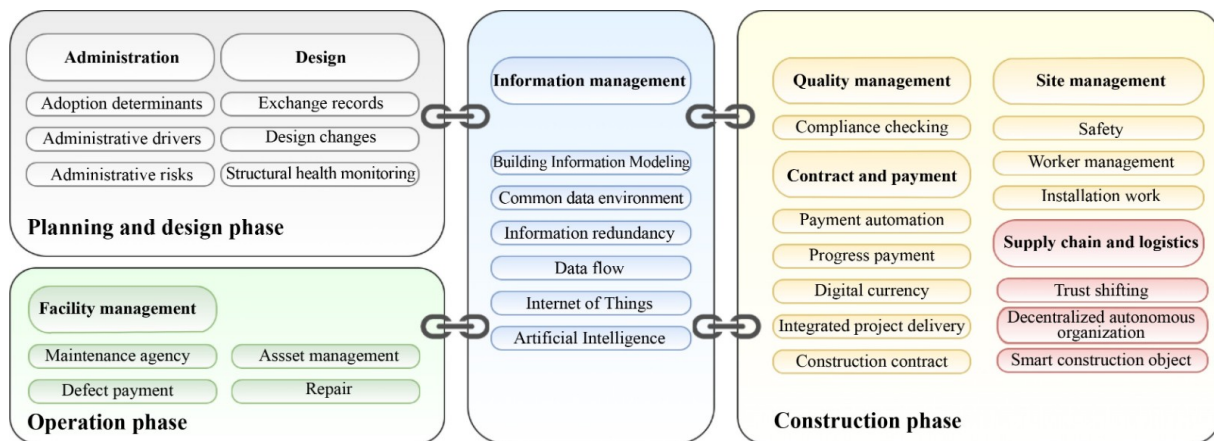 Administration
Adoption determinants
Administrative drivers
Administrative risks
Design
Exchange records
Design changes
Structural health monitoring
Planning and design phase
Facility management
Maintenance agency
Defect payment
Assset management
Repair
Operation phase
Information management
Building Information Modeling
Common data environment
Information redundancy
Data flow
Internet of Things
Artificial Intelligence
Quality management
Compliance checking
Contract and payment
Payment automation
Progress payment
Digital currency
Integrated project delivery
Construction contract
Site management
Safety
Worker management
Installation work
Supply chain and logistics
Trust shifting
Decentralized autonomous
organization
Smart construction object
Construction phase